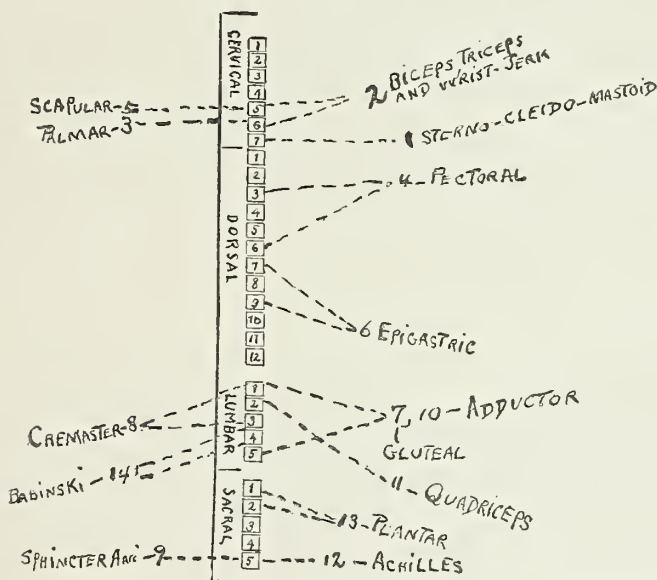 CERVICAL
1
2
3
4
5
6
7
SCAPULAR-5
PALMAR-3
2 BICEPS TRICEPS
AND WRIST-JERK
1 STERNO-CLEIDO-MASTOID
DORSAL
1
2
3
4
5
6
7
8
9
10
11
12
4-PECTORAL
6 EPIGASTRIC
LUMBAR
1
2
3
4
5
CREMASTER-8
BABINSKI-14
7, 10-ADDUCTOR
GLUTEAL
11-QUADRICEPS
SACRAL
1
2
3
4
5
13-PLANTAR
SPHINCTER ANI-9
12-ACHILLES